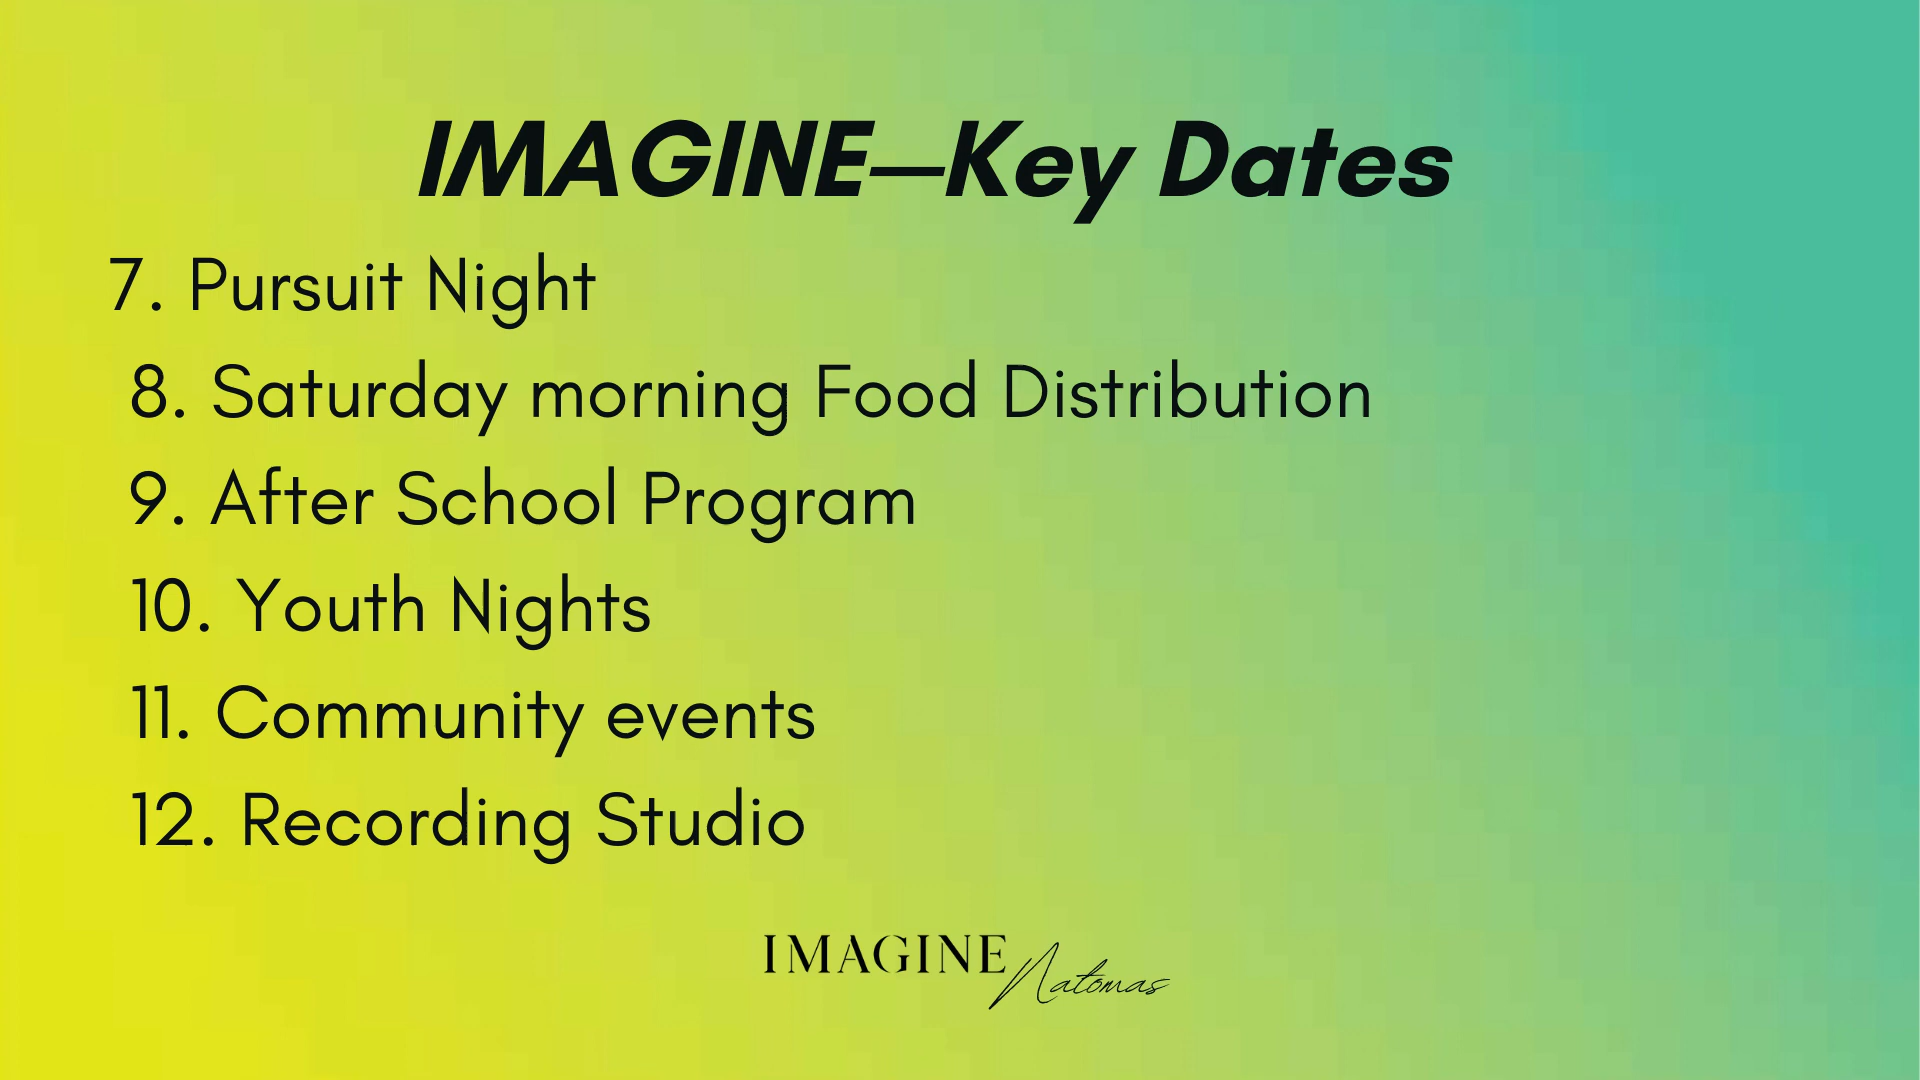 IMAGINE—Key Dates
7. Pursuit Night
8. Saturday morning Food Distribution
9. After School Program
10. Youth Nights
11. Community events
12. Recording Studio
IMAGINE Natomas